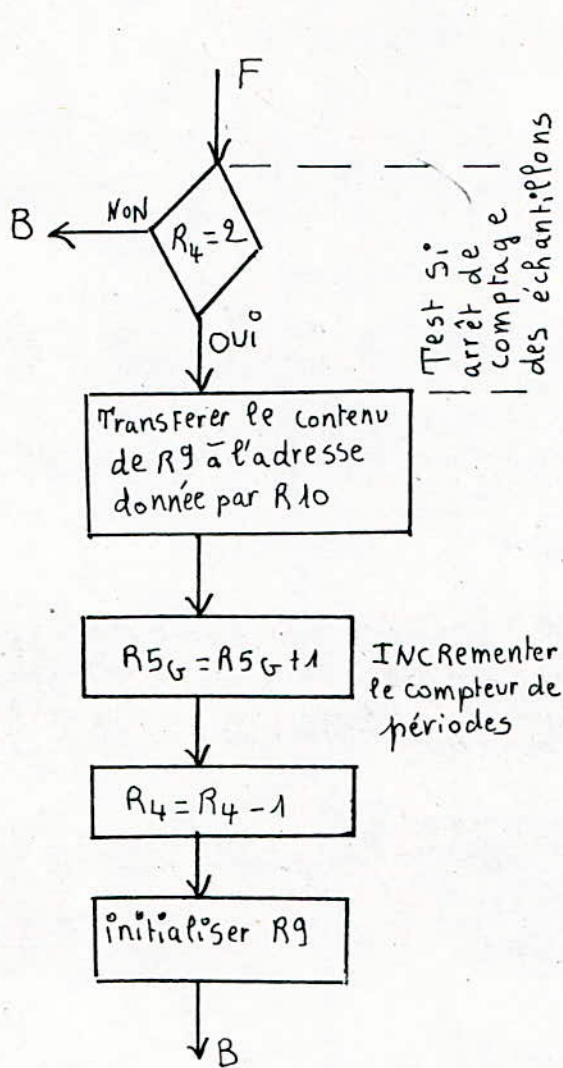 F
B
NON
R4=2
OUI
Test si
arrêt de
comptage
des échantillons
Transferer le contenu
de R9 à l'adresse
donnée par R10
R5G=R5G+1
INCRementer
le compteur de
périodes
R4=R4-1
initialiser R9
B